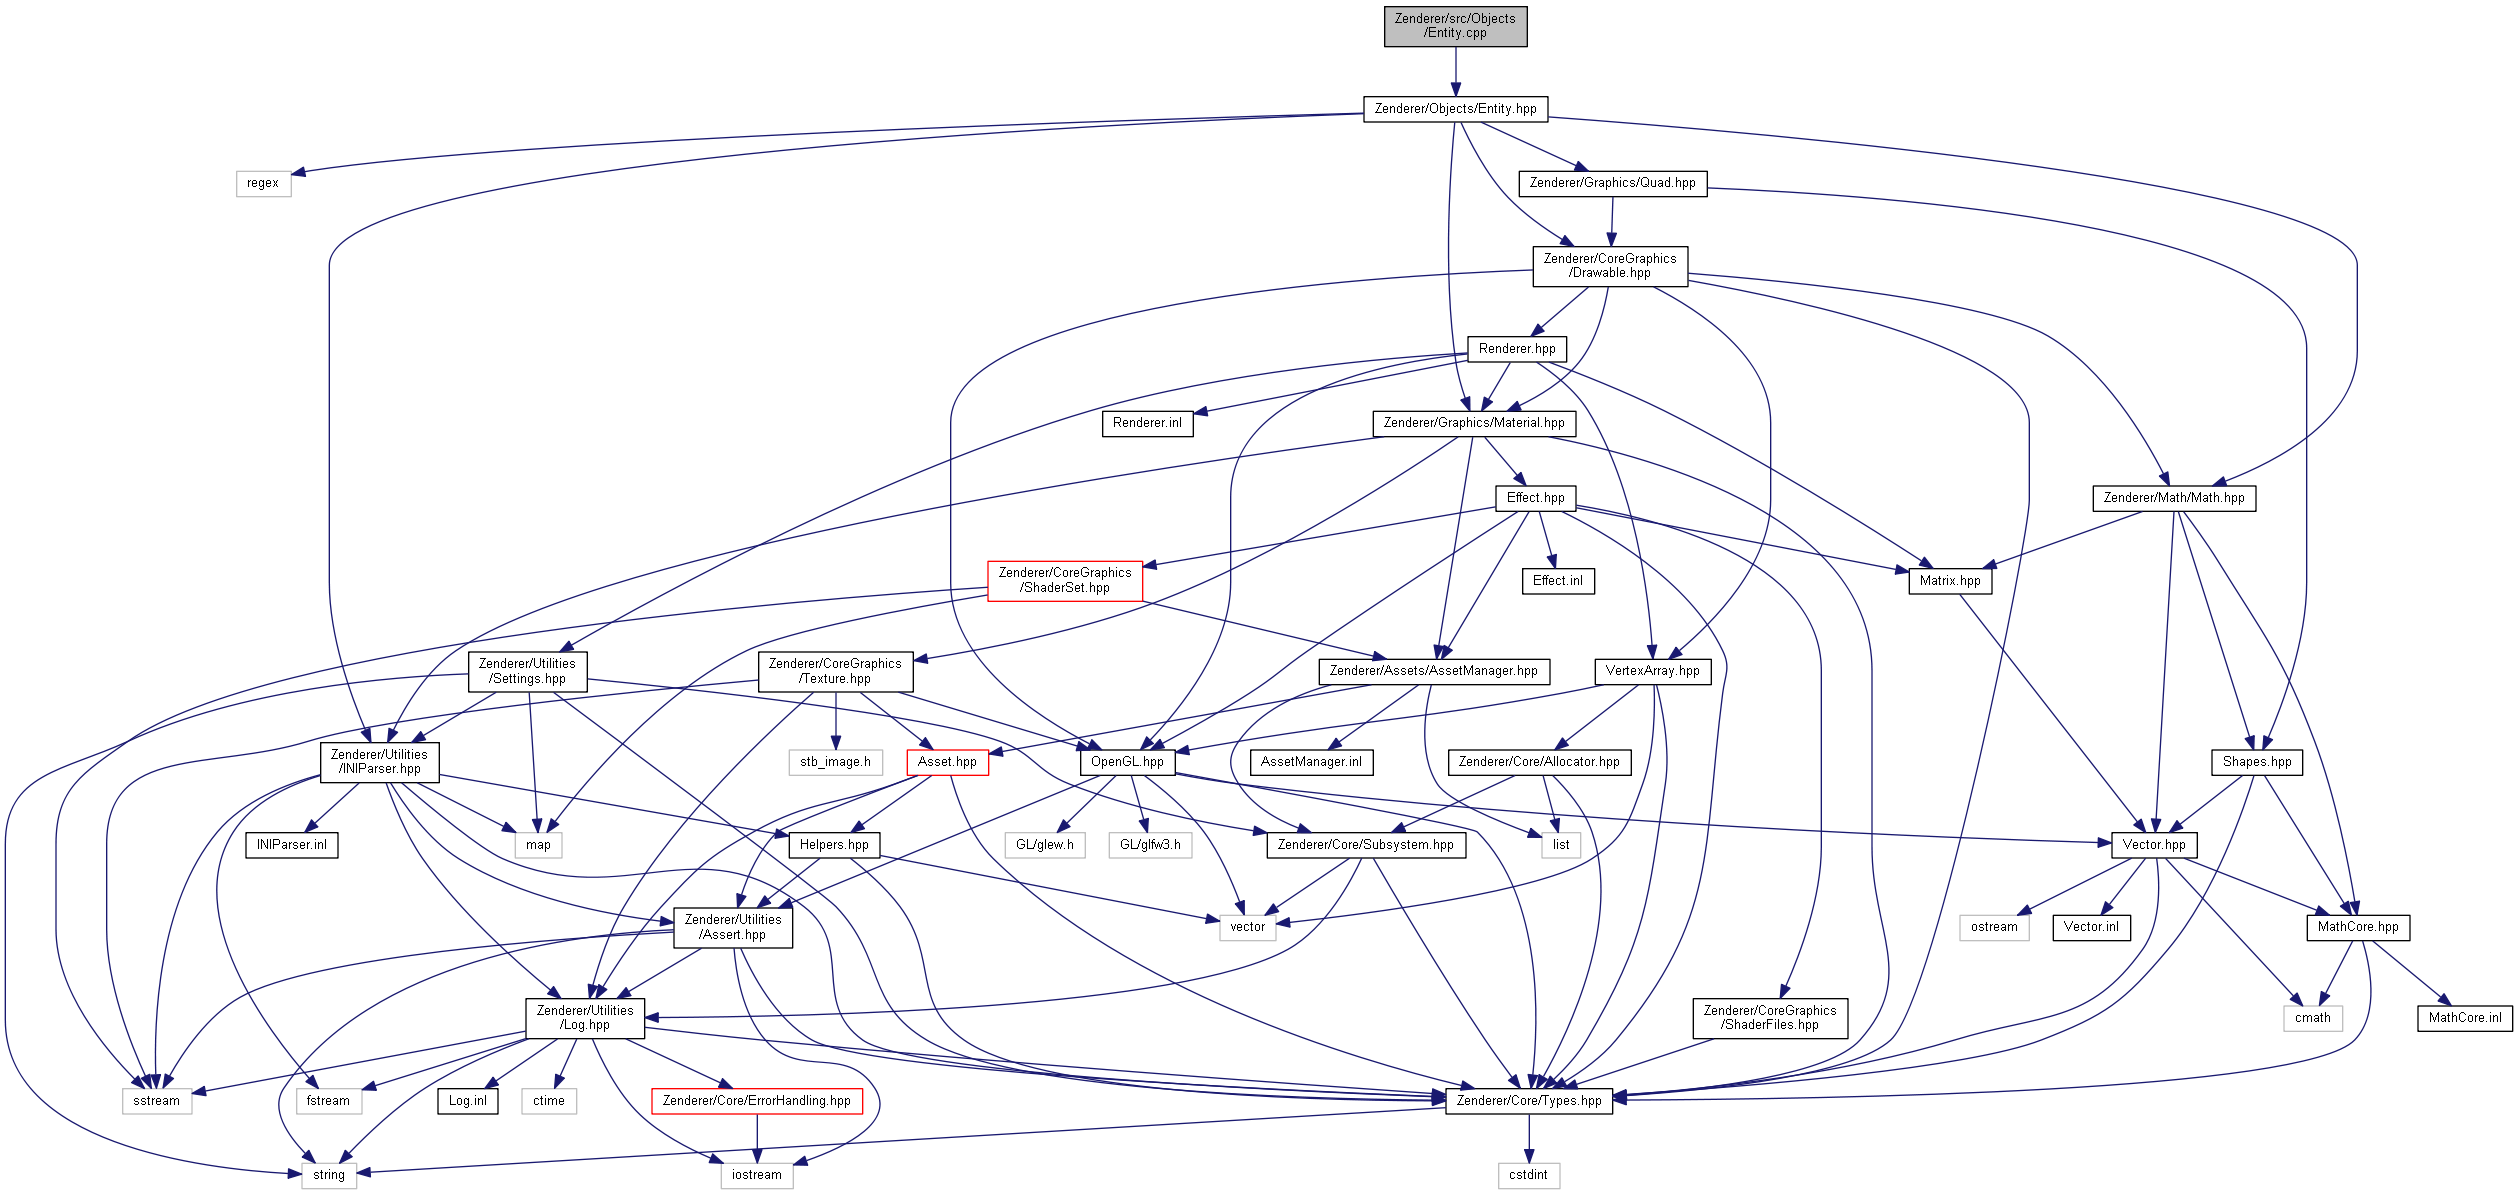 Zenderer/src/Objects
/Entity.cpp
Zenderer/Objects/Entity.hpp
regex
Zenderer/Graphics/Quad.hpp
Zenderer/CoreGraphics
/Drawable.hpp
Renderer.hpp
Renderer.inl
Zenderer/Graphics/Material.hpp
Effect.hpp
Zenderer/Math/Math.hpp
Zenderer/CoreGraphics
/ShaderSet.hpp
Effect.inl
Matrix.hpp
Zenderer/Utilities
/Settings.hpp
Zenderer/CoreGraphics
/Texture.hpp
Zenderer/Assets/AssetManager.hpp
VertexArray.hpp
Zenderer/Utilities
/INIParser.hpp
stb_image.h
Asset.hpp
OpenGL.hpp
AssetManager.inl
Zenderer/Core/Allocator.hpp
Shapes.hpp
INIParser.inl
map
Helpers.hpp
GL/glew.h
GL/glfw3.h
Zenderer/Core/Subsystem.hpp
list
Vector.hpp
Zenderer/Utilities
/Assert.hpp
vector
ostream
Vector.inl
MathCore.hpp
Zenderer/Utilities
/Log.hpp
Zenderer/CoreGraphics
/ShaderFiles.hpp
cmath
MathCore.inl
sstream
fstream
Log.inl
ctime
Zenderer/Core/ErrorHandling.hpp
Zenderer/Core/Types.hpp
string
iostream
cstdint